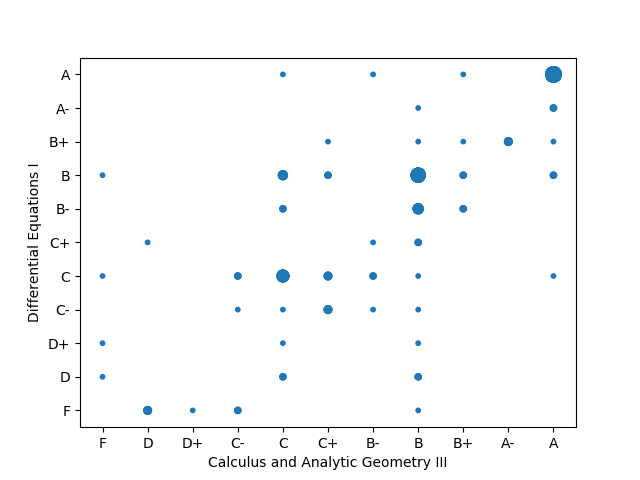 Differential Equations I
A
A-
B+
B
B-
C+
C
C-
D+
D
F
F D D+ C- C C+ B- B B+ A- A
Calculus and Analytic Geometry III